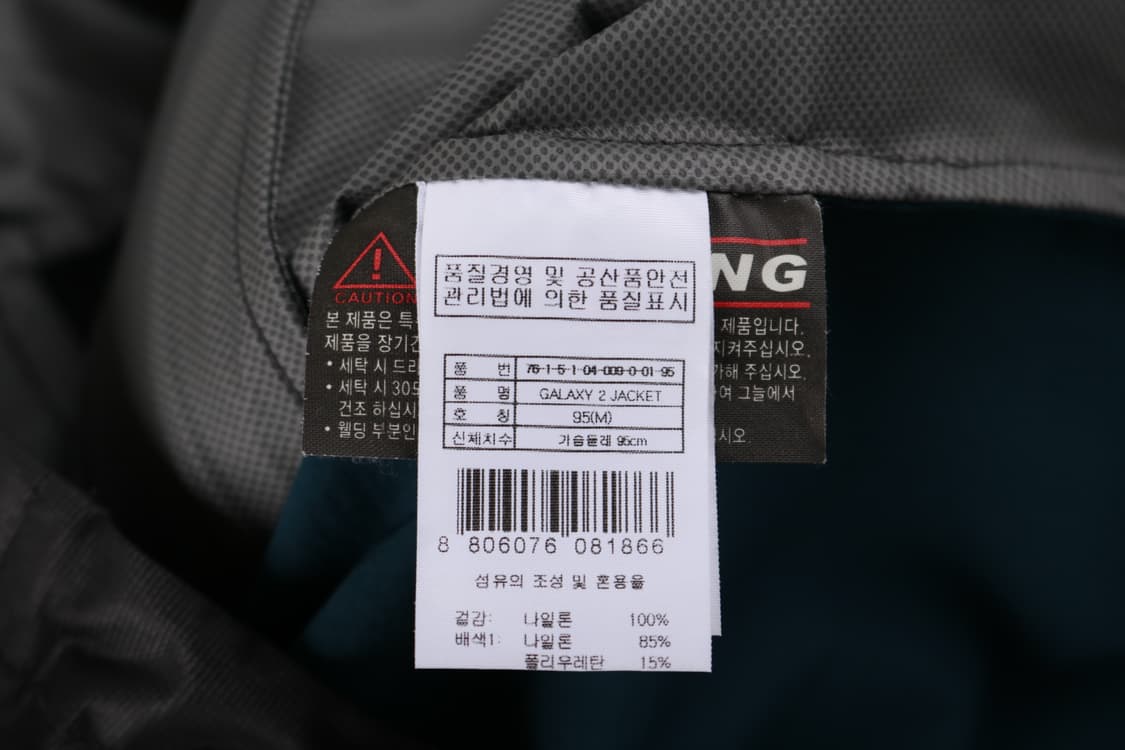 품질경영 및 공산품안전
관리법에 의한 품질표시
품 번 76-1-5-1-04-009-0-01-95
품 명 GALAXY 2 JACKET
호 칭 95(M)
신체치수 가슴둘레 95cm
8 806076 081866
섬유의 조성 및 혼용율
겉감: 나일론 100%
배색1: 나일론 85%
폴리우레탄 15%
CAUTION
본 제품은
제품을 장기간
• 세탁 시
• 세탁 시 30도
건조 하십시
• 웰딩 부분인
NG
제품입니다.
지켜주십시오.
가해 주십시오.
여 그늘에서
시오.